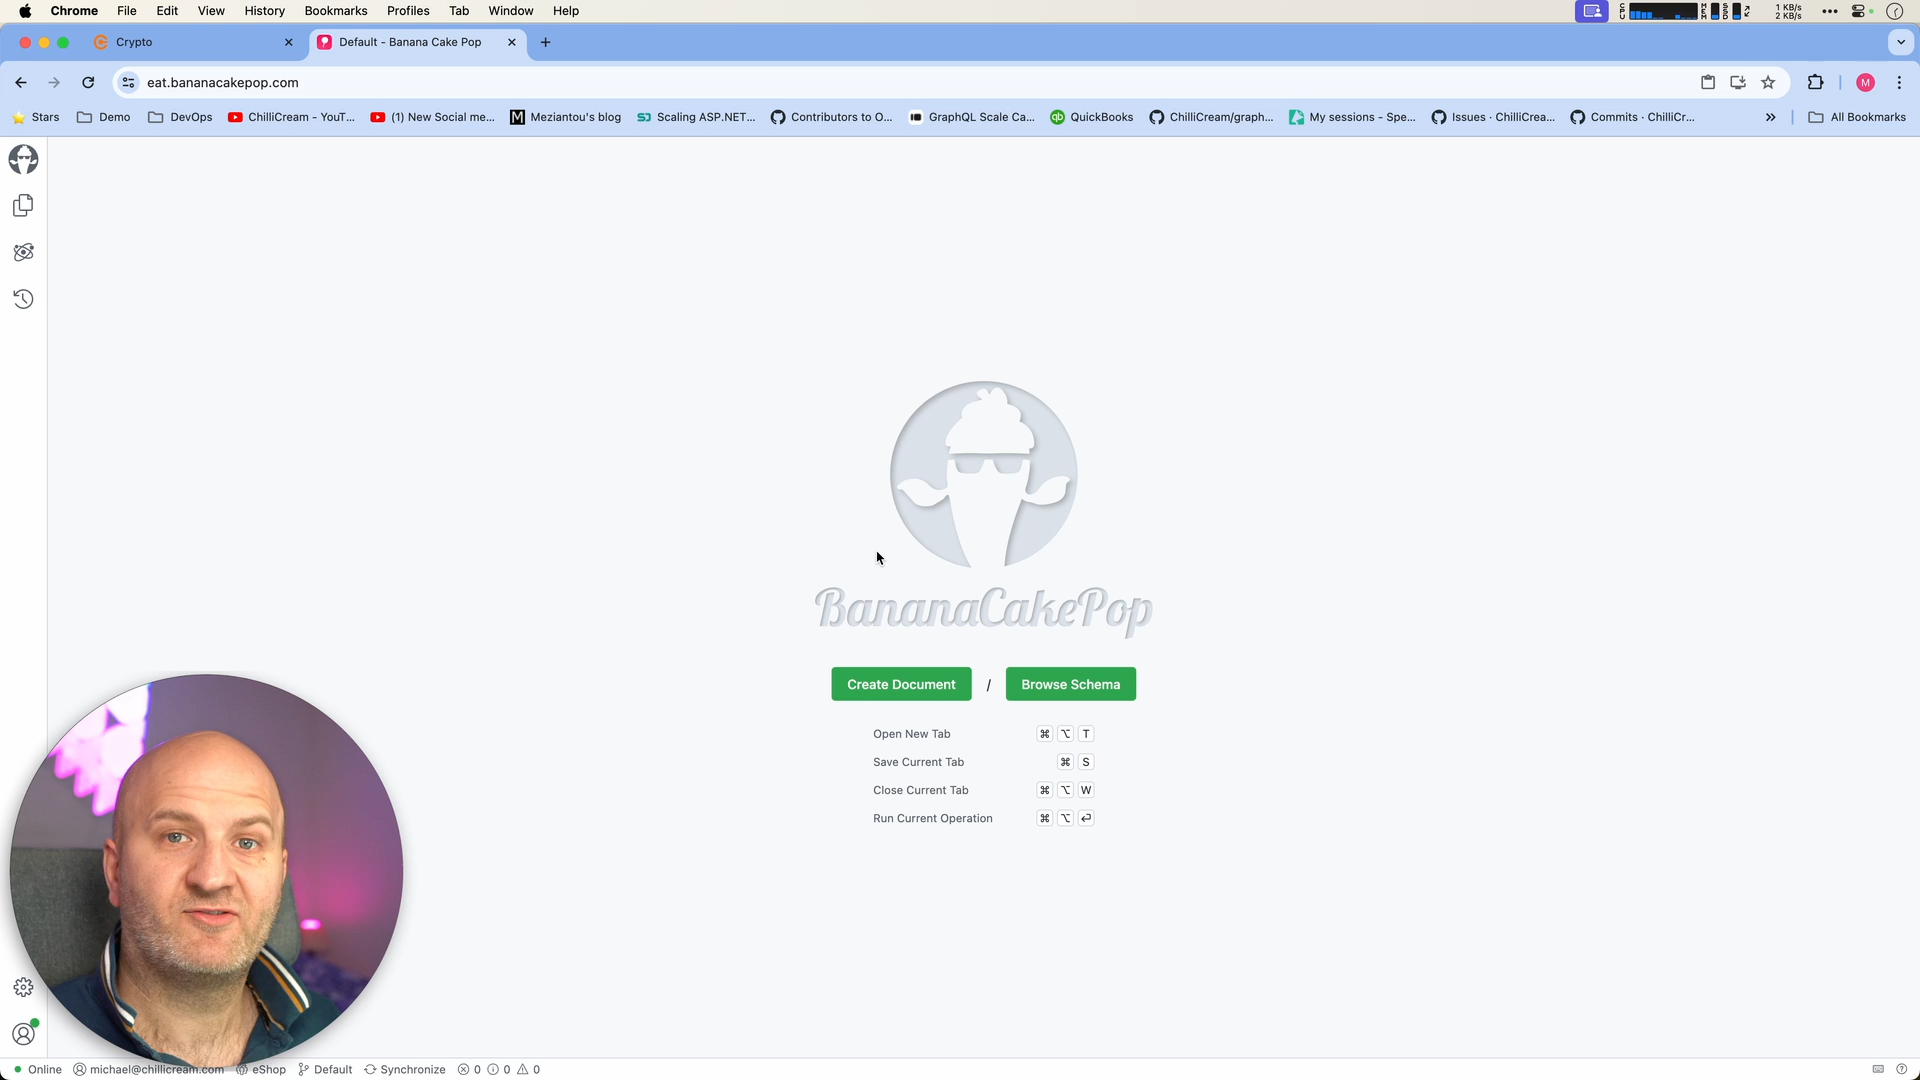 Chrome File Edit View History Bookmarks Profiles Tab Window Help
1 KB/s
2 KB/s
Crypto
Default - Banana Cake Pop
eat.bananacakepop.com
M
Stars
Demo
DevOps
ChilliCream - YouT...
(1) New Social me...
Meziantou's blog
Scaling ASP.NET...
Contributors to O...
GraphQL Scale Ca...
QuickBooks
ChilliCream/graph...
My sessions - Spe...
Issues · ChilliCrea...
Commits · ChilliCr...
All Bookmarks
BananaCakePop
Create Document / Browse Schema
Open New Tab ⌘ ⌥ T
Save Current Tab ⌘ S
Close Current Tab ⌘ ⌥ W
Run Current Operation ⌘ ⌥ ↵
Online michael@chillicream.com eShop Default Synchronize 0 0 0